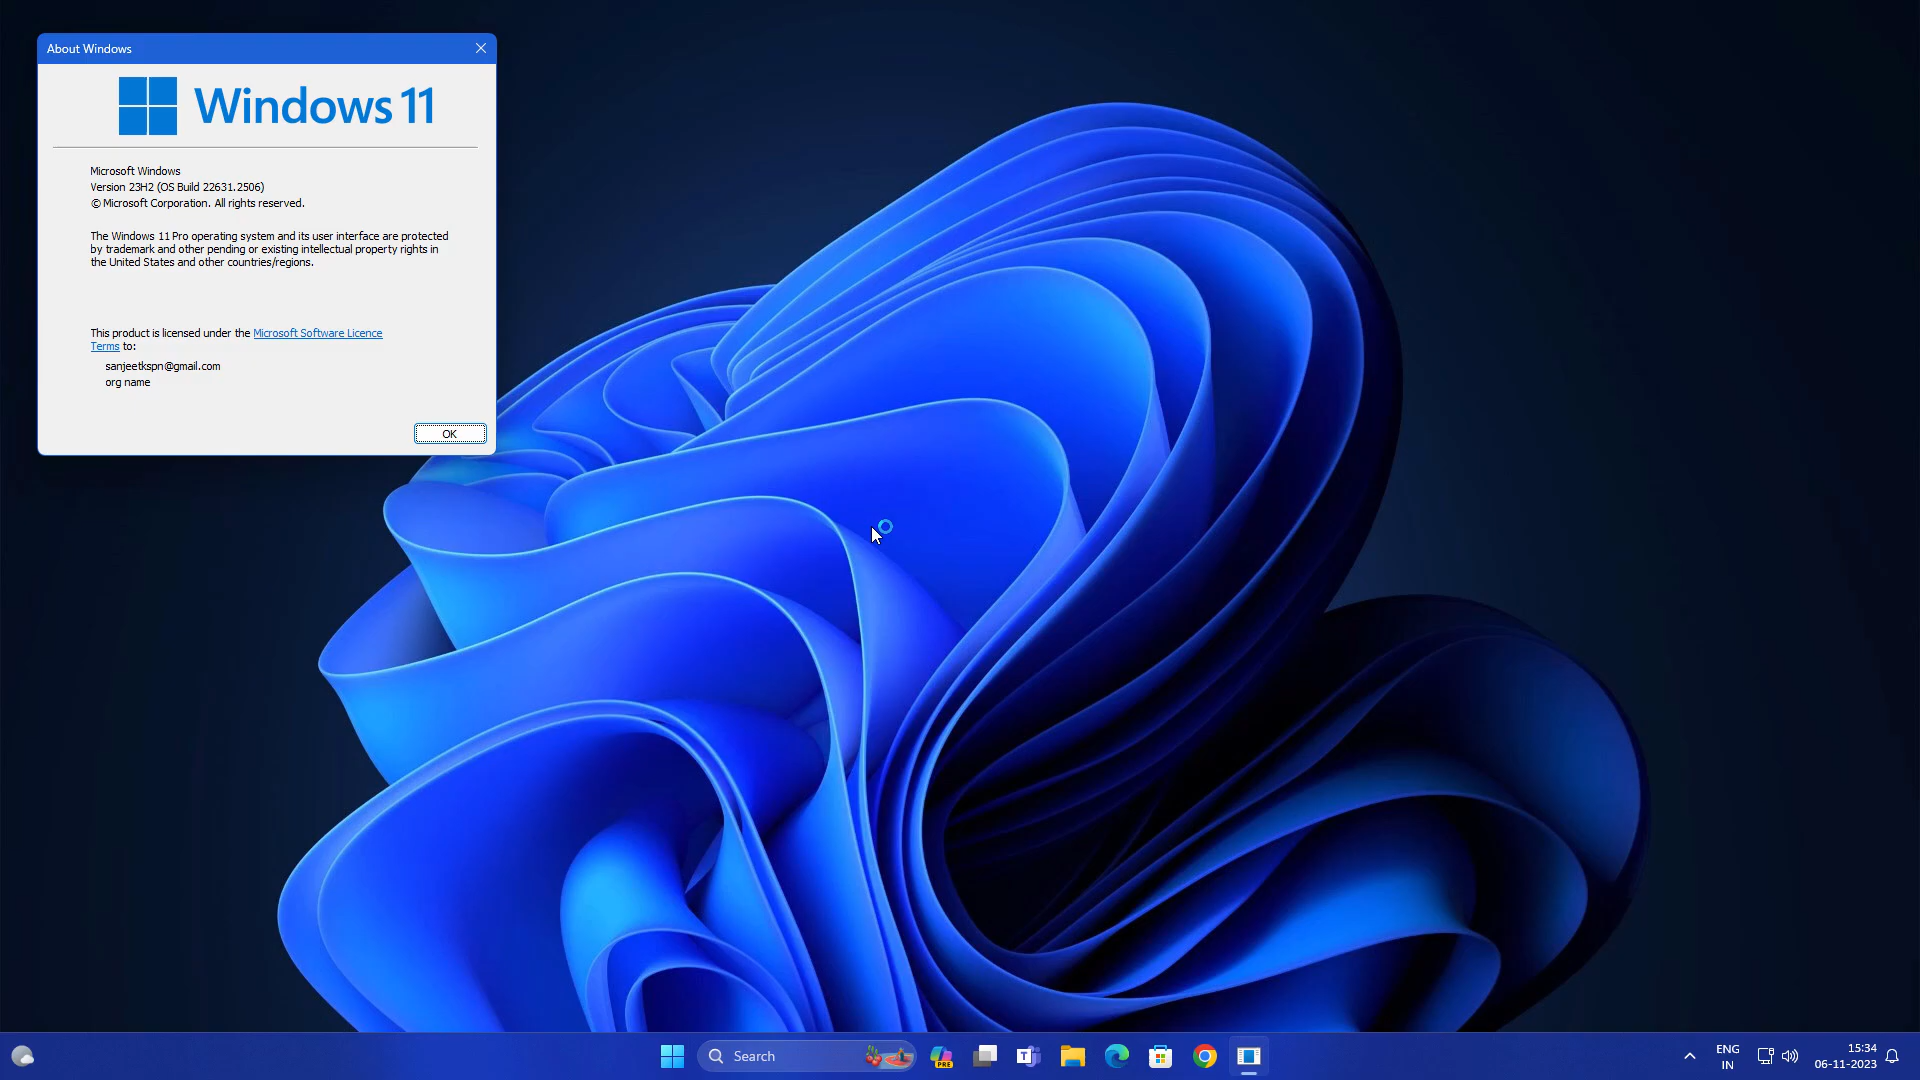 About Windows
Windows 11
Microsoft Windows
Version 23H2 (OS Build 22631.2506)
© Microsoft Corporation. All rights reserved.
The Windows 11 Pro operating system and its user interface are protected
by trademark and other pending or existing intellectual property rights in
the United States and other countries/regions.
This product is licensed under the Microsoft Software Licence
Terms to:
sanjeetkspn@gmail.com
org name
OK
Search
PRE
T
ENG
IN
15:34
06-11-2023